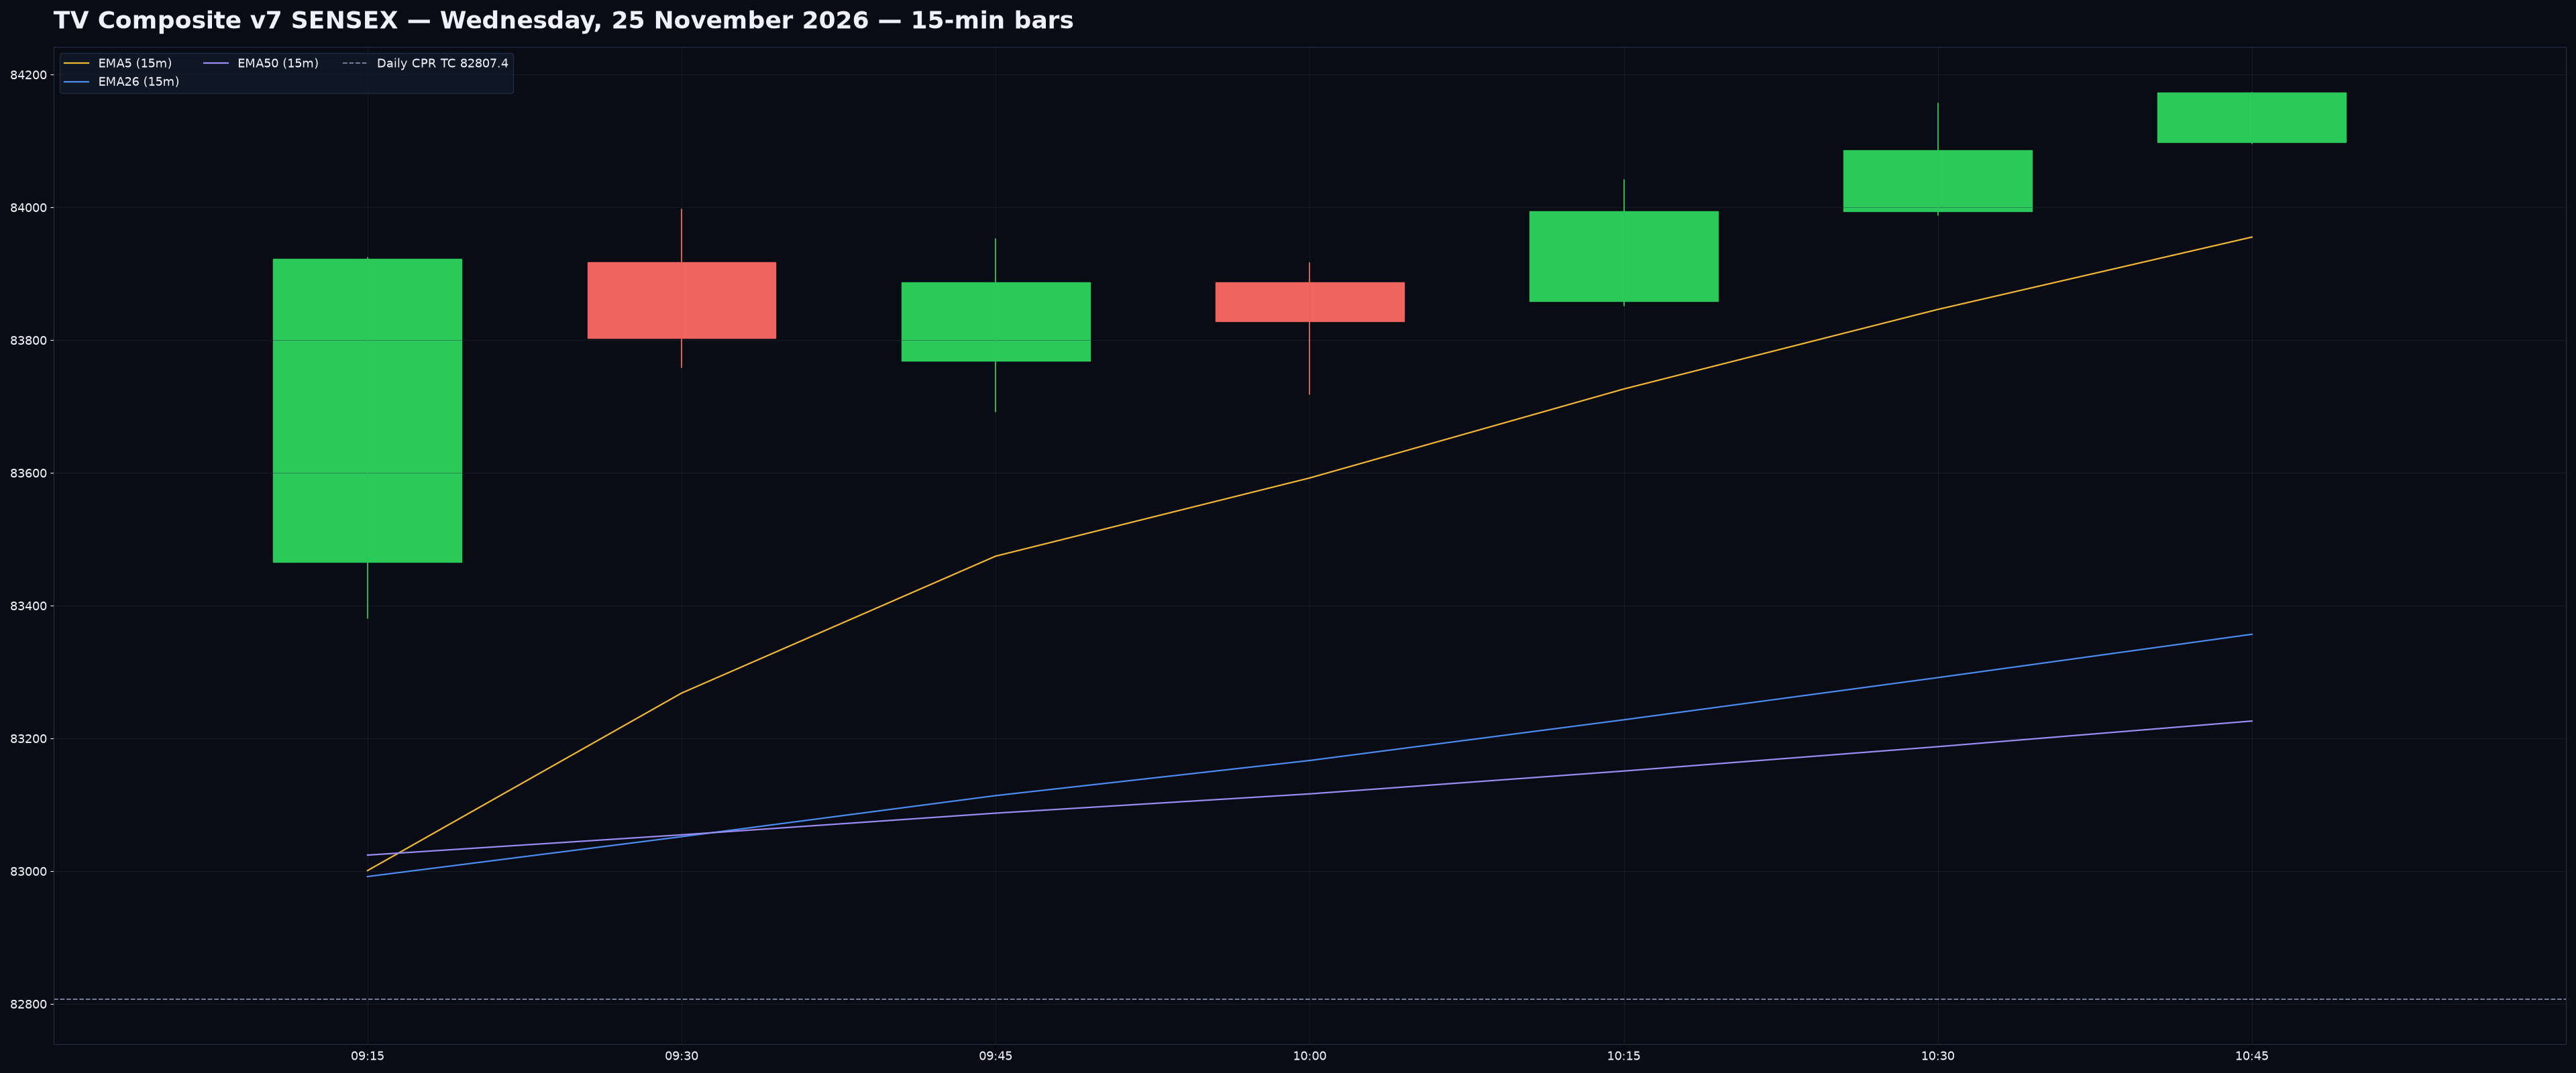 TV Composite v7 SENSEX — Wednesday, 25 November 2026 — 15-min bars
EMA5 (15m) EMA50 (15m) Daily CPR TC 82807.4
EMA26 (15m)
84200
84000
83800
83600
83400
83200
83000
82800
09:15 09:30 09:45 10:00 10:15 10:30 10:45